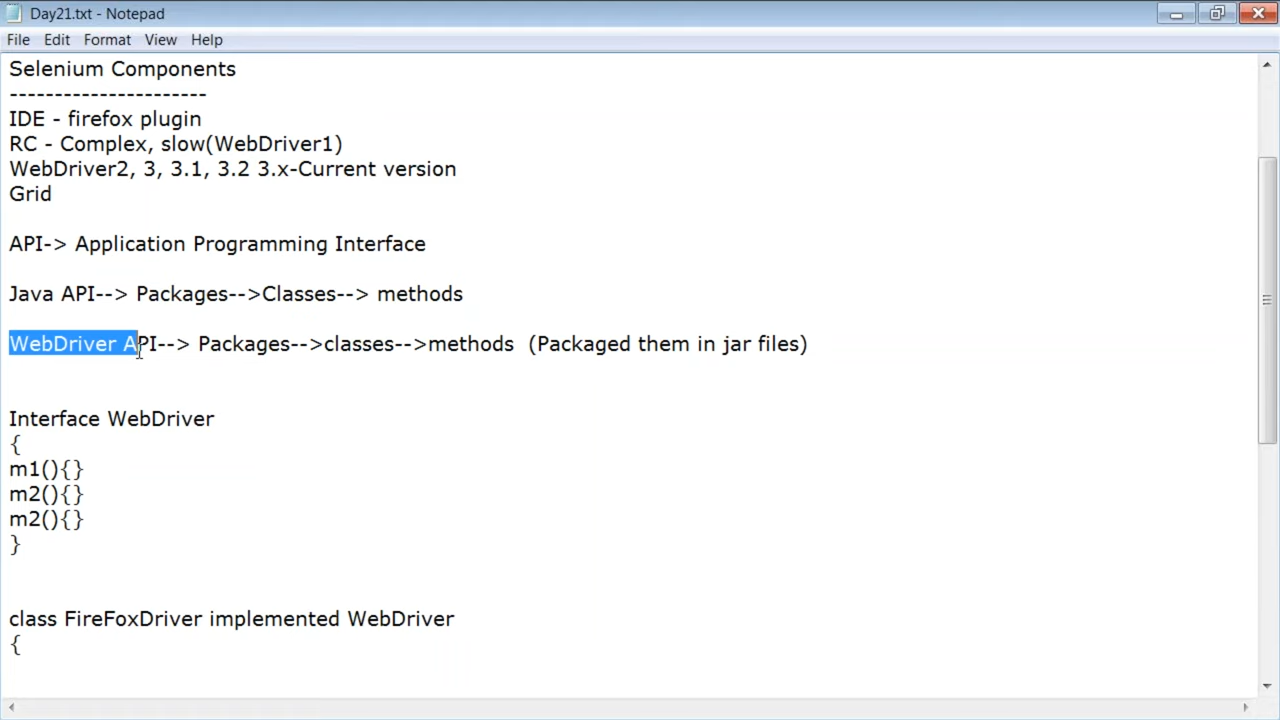 Day21.txt - Notepad
File Edit Format View Help
Selenium Components
----------------------
IDE - firefox plugin
RC - Complex, slow(WebDriver1)
WebDriver2, 3, 3.1, 3.2 3.x-Current version
Grid
API-> Application Programming Interface
Java API--> Packages-->Classes--> methods
WebDriver API--> Packages-->classes-->methods  (Packaged them in jar files)
Interface WebDriver
{
m1(){}
m2(){}
m2(){}
}
class FireFoxDriver implemented WebDriver
{